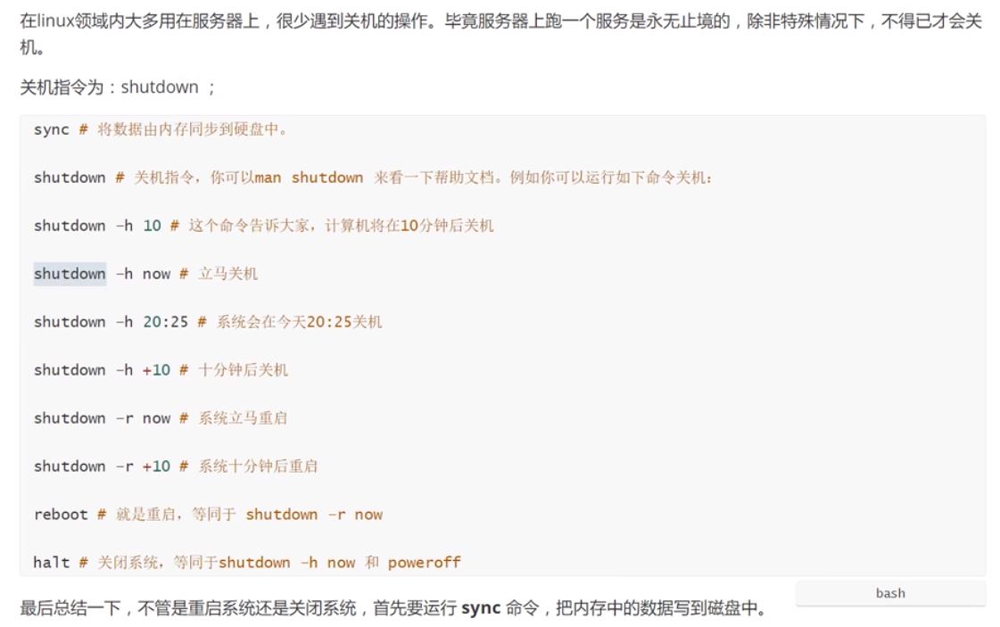 在linux领域内大多用在服务器上，很少遇到关机的操作。毕竟服务器上跑一个服务是永无止境的，除非特殊情况下，不得已才会关
机。
关机指令为：shutdown ；
sync # 将数据由内存同步到硬盘中。
shutdown # 关机指令，你可以man shutdown 来看一下帮助文档。例如你可以运行如下命令关机：
shutdown -h 10 # 这个命令告诉大家，计算机将在10分钟后关机
shutdown -h now # 立马关机
shutdown -h 20:25 # 系统会在今天20:25关机
shutdown -h +10 # 十分钟后关机
shutdown -r now # 系统立马重启
shutdown -r +10 # 系统十分钟后重启
reboot # 就是重启，等同于 shutdown -r now
halt # 关闭系统，等同于shutdown -h now 和 poweroff
bash
最后总结一下，不管是重启系统还是关闭系统，首先要运行 sync 命令，把内存中的数据写到磁盘中。